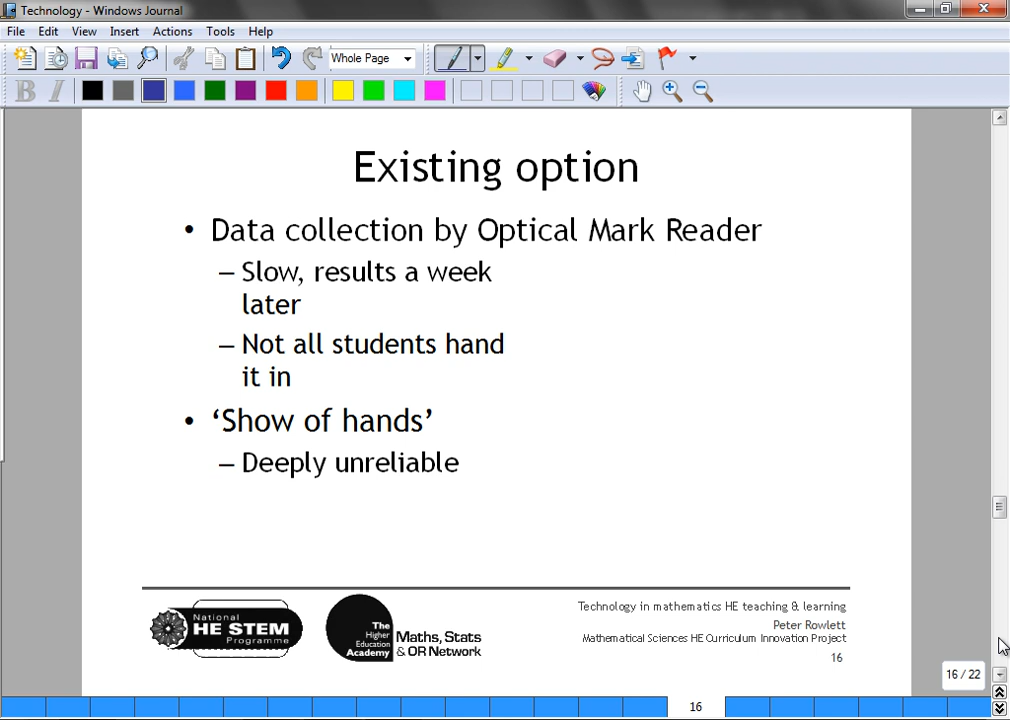 Technology - Windows Journal
File Edit View Insert Actions Tools Help
Whole Page
B I
Existing option
• Data collection by Optical Mark Reader
– Slow, results a week
later
– Not all students hand
it in
• ‘Show of hands’
– Deeply unreliable
National
HE STEM
Programme
The
Higher
Education
Academy
Maths, Stats
& OR Network
Technology in mathematics HE teaching & learning
Peter Rowlett
Mathematical Sciences HE Curriculum Innovation Project
16
16 / 22
16